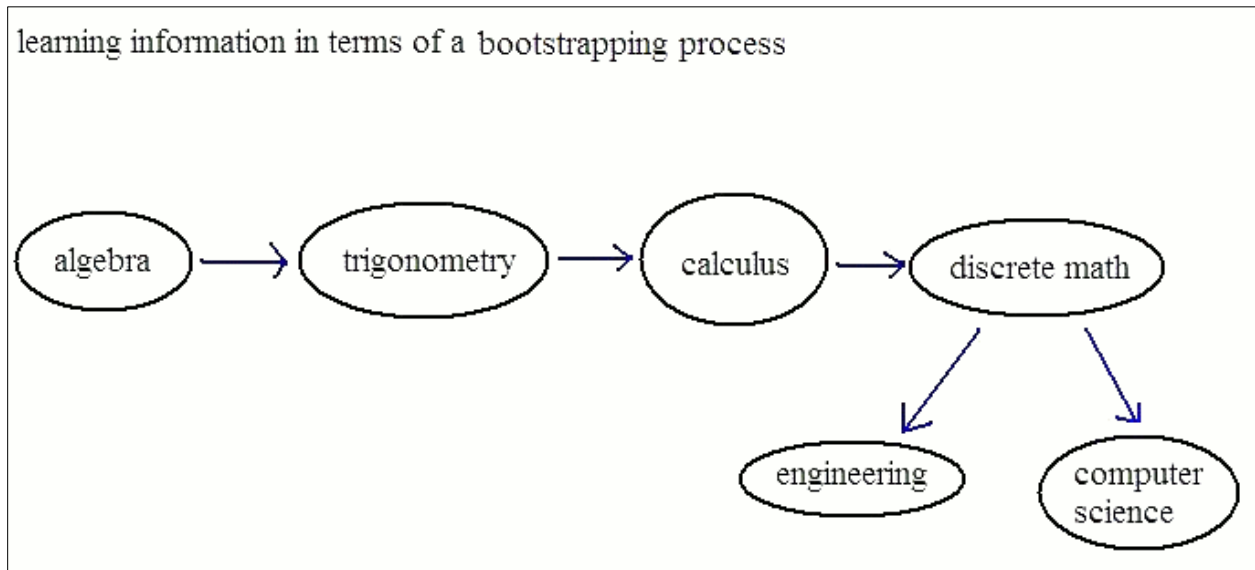 learning information in terms of a bootstrapping process
algebra
trigonometry
calculus
discrete math
engineering
computer
science